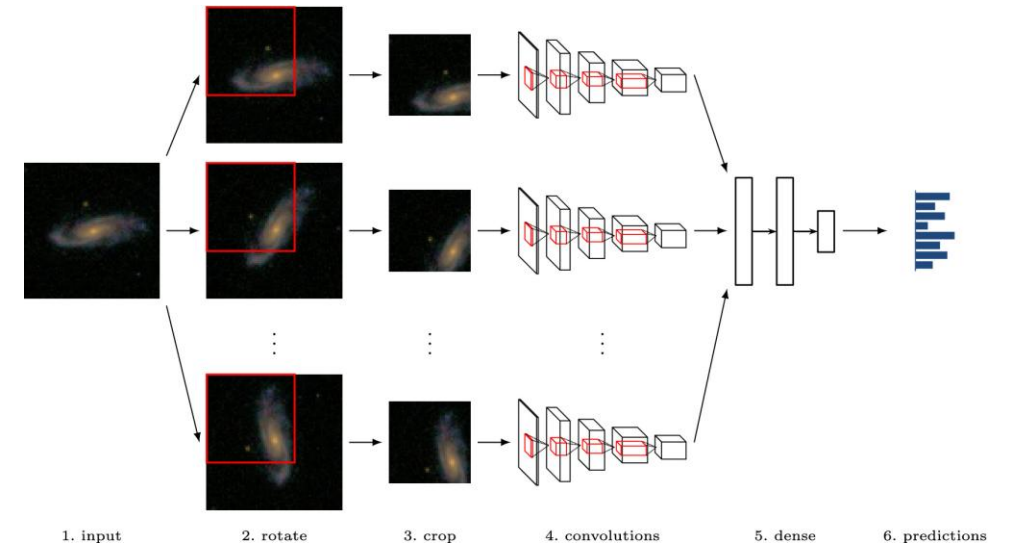 1. input 2. rotate 3. crop 4. convolutions 5. dense 6. predictions